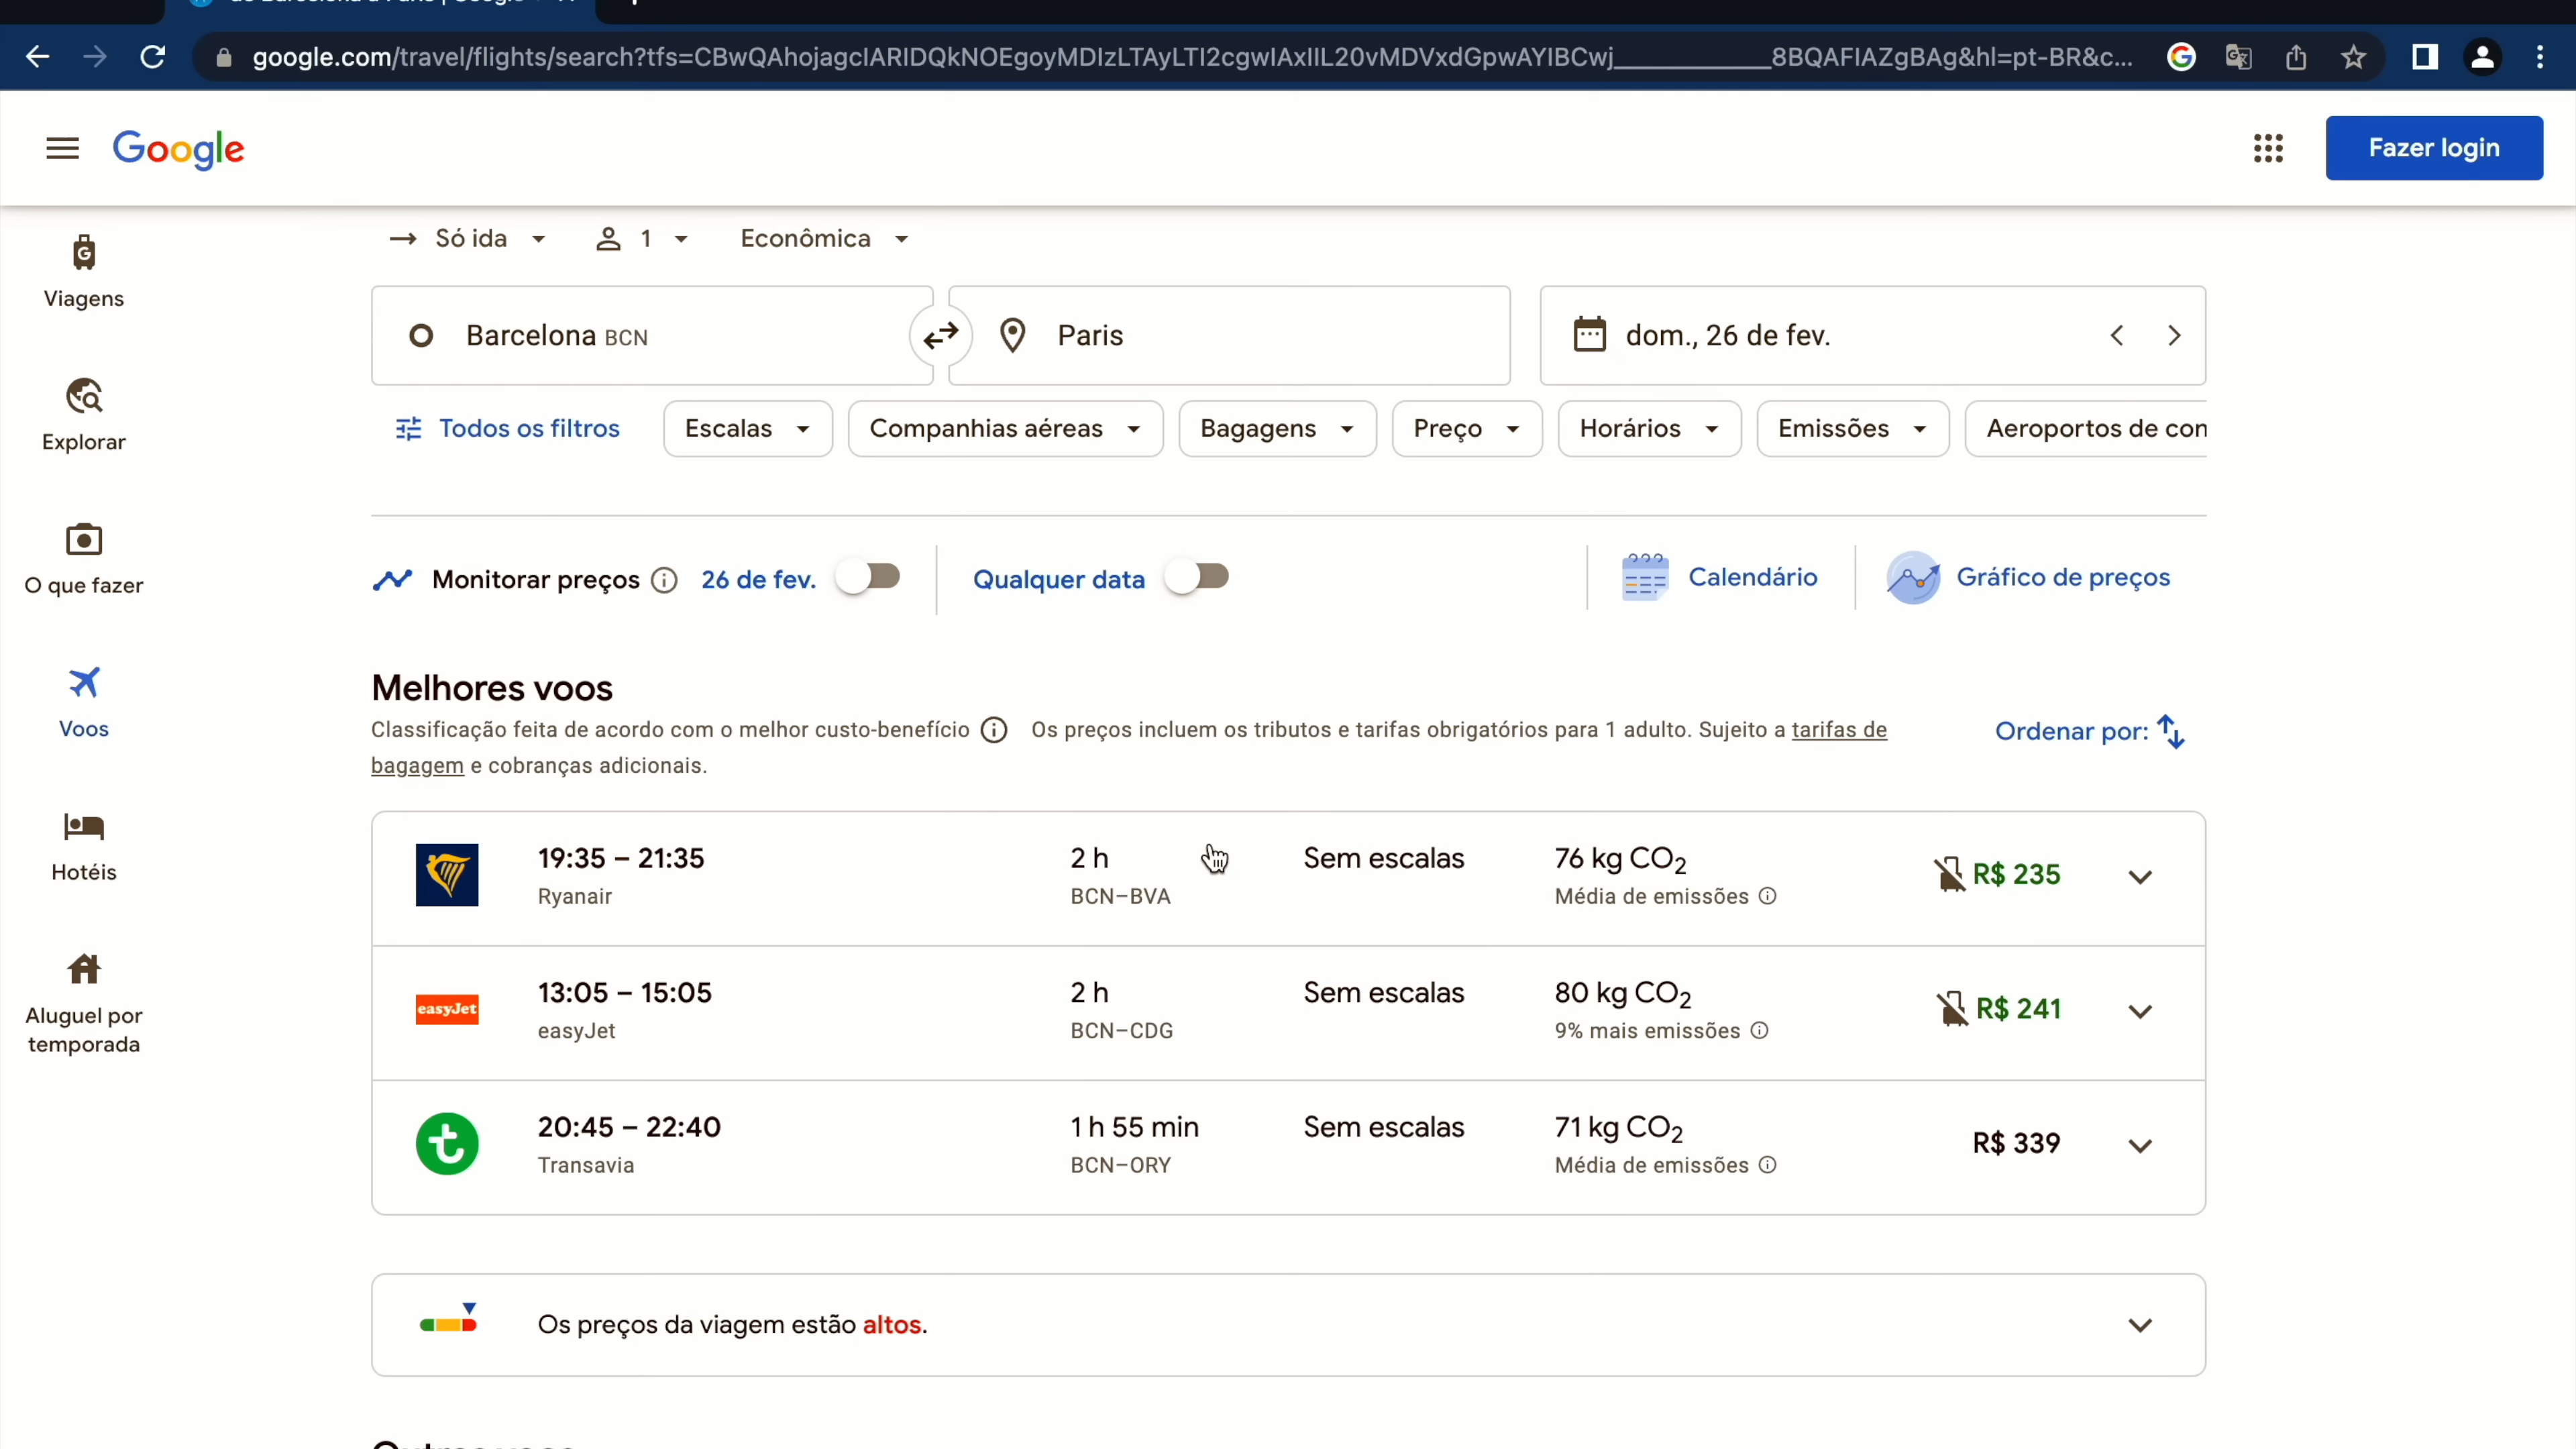 google.com/travel/flights/search?tfs=CBwQAhojagcIARIDQkNOEgoyMDIzLTAyLTI2cgwIAxIIL20vMDVxdGpwAYIBCwj___________8BQAFIAZgBAg&hl=pt-BR&c...
Google
Fazer login
Viagens
Explorar
O que fazer
Voos
Hotéis
Aluguel por
temporada
Só ida 1 Econômica
Barcelona BCN Paris dom., 26 de fev.
Todos os filtros Escalas Companhias aéreas Bagagens Preço Horários Emissões Aeroportos de con
Monitorar preços 26 de fev. Qualquer data Calendário Gráfico de preços
Melhores voos
Classificação feita de acordo com o melhor custo-benefício Os preços incluem os tributos e tarifas obrigatórios para 1 adulto. Sujeito a tarifas de
bagagem e cobranças adicionais.
Ordenar por:
19:35 – 21:35 2 h Sem escalas 76 kg CO2 R$ 235
Ryanair BCN–BVA Média de emissões
easyJet
13:05 – 15:05 2 h Sem escalas 80 kg CO2 R$ 241
easyJet BCN–CDG 9% mais emissões
20:45 – 22:40 1 h 55 min Sem escalas 71 kg CO2 R$ 339
Transavia BCN–ORY Média de emissões
Os preços da viagem estão altos.